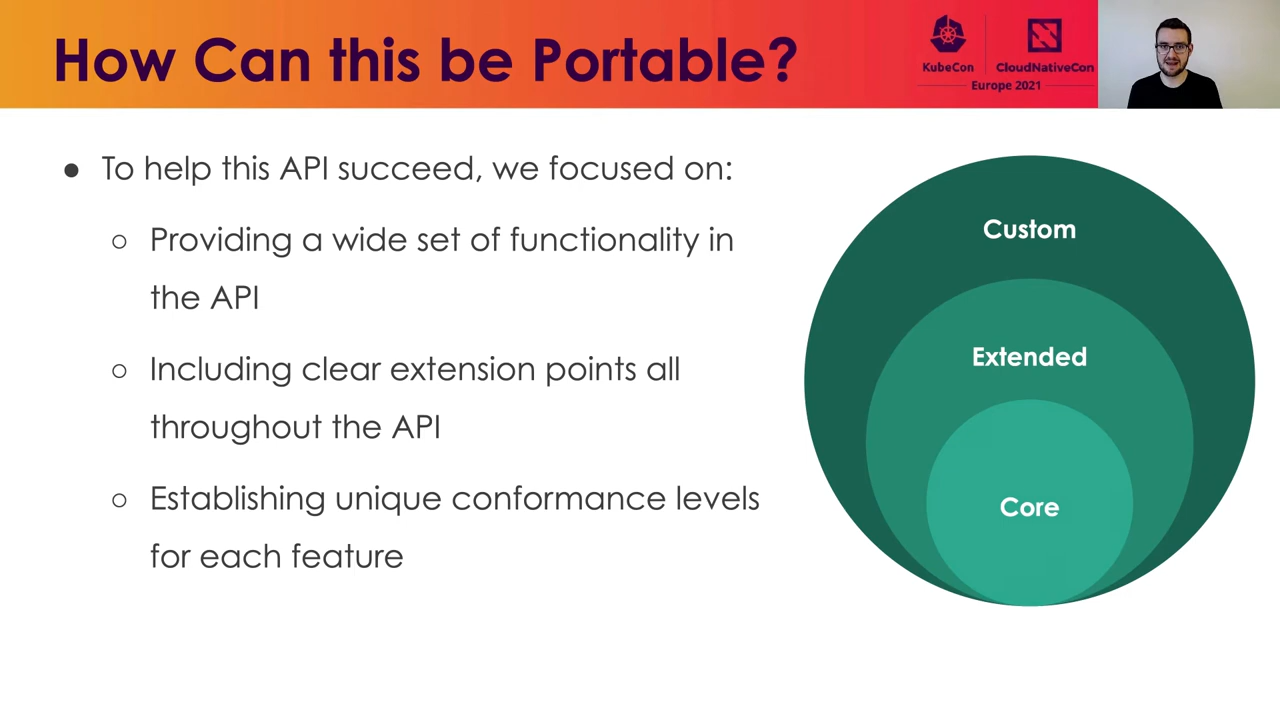 How Can this be Portable?
KubeCon
CloudNativeCon
Europe 2021
● To help this API succeed, we focused on:
○ Providing a wide set of functionality in
the API
○ Including clear extension points all
throughout the API
○ Establishing unique conformance levels
for each feature
Custom
Extended
Core